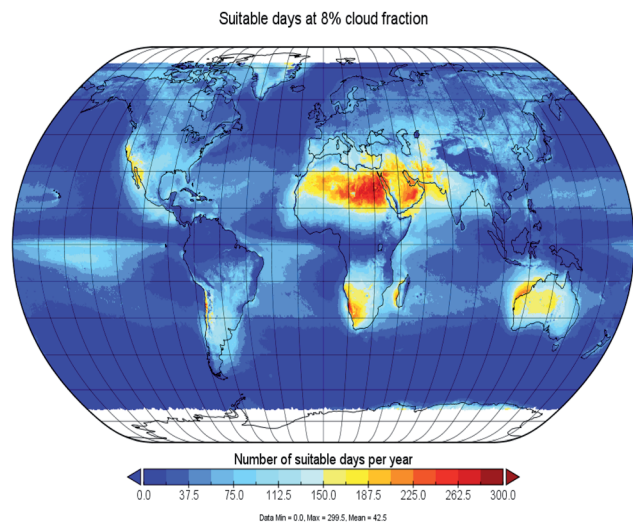 Suitable days at 8% cloud fraction
Number of suitable days per year
0.0 37.5 75.0 112.5 150.0 187.5 225.0 262.5 300.0
Data Min = 0.0, Max = 299.5, Mean = 42.5